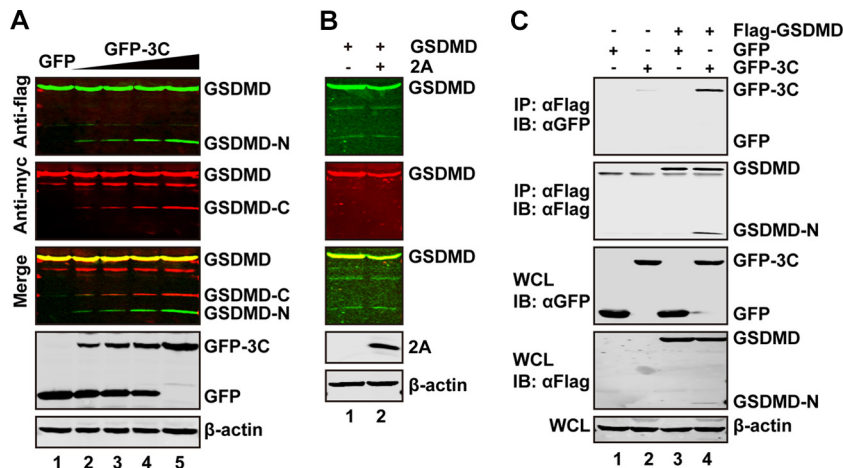 A
GFP GFP-3C
Anti-flag
GSDMD
GSDMD-N
Anti-myc
GSDMD
GSDMD-C
Merge
GSDMD
GSDMD-C
GSDMD-N
GFP-3C
GFP
β-actin
1 2 3 4 5
B
+ + GSDMD
- + 2A
GSDMD
GSDMD
GSDMD
2A
β-actin
1 2
C
- - + + Flag-GSDMD
+ - + - GFP
- + - + GFP-3C
IP: αFlag
IB: αGFP
GFP-3C
GFP
IP: αFlag
IB: αFlag
GSDMD
GSDMD-N
WCL
IB: αGFP
GFP-3C
GFP
WCL
IB: αFlag
GSDMD
GSDMD-N
WCL β-actin
1 2 3 4